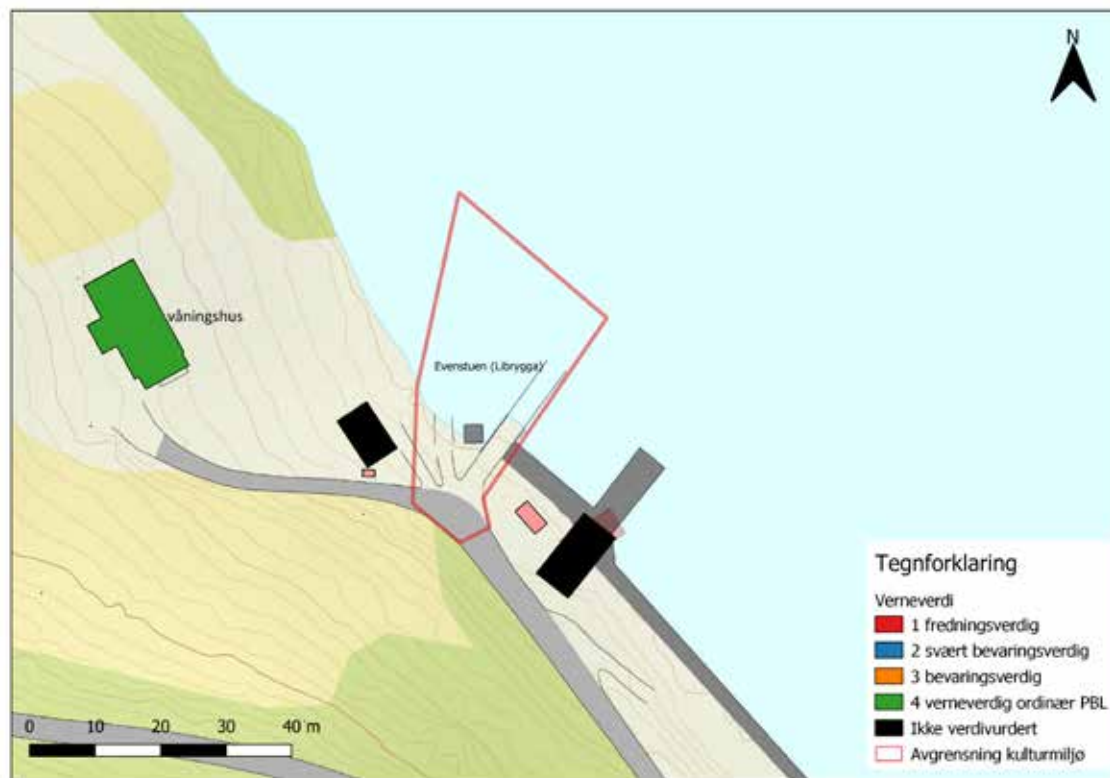 N
våningshus
Evenstuen (Librygga)
Tegnforklaring
Verneverdi
1 fredningsverdig
2 svært bevaringsverdig
3 bevaringsverdig
4 verneverdig ordinær PBL
Ikke verdivurdert
Avgrensning kulturmiljø
0 10 20 30 40 m